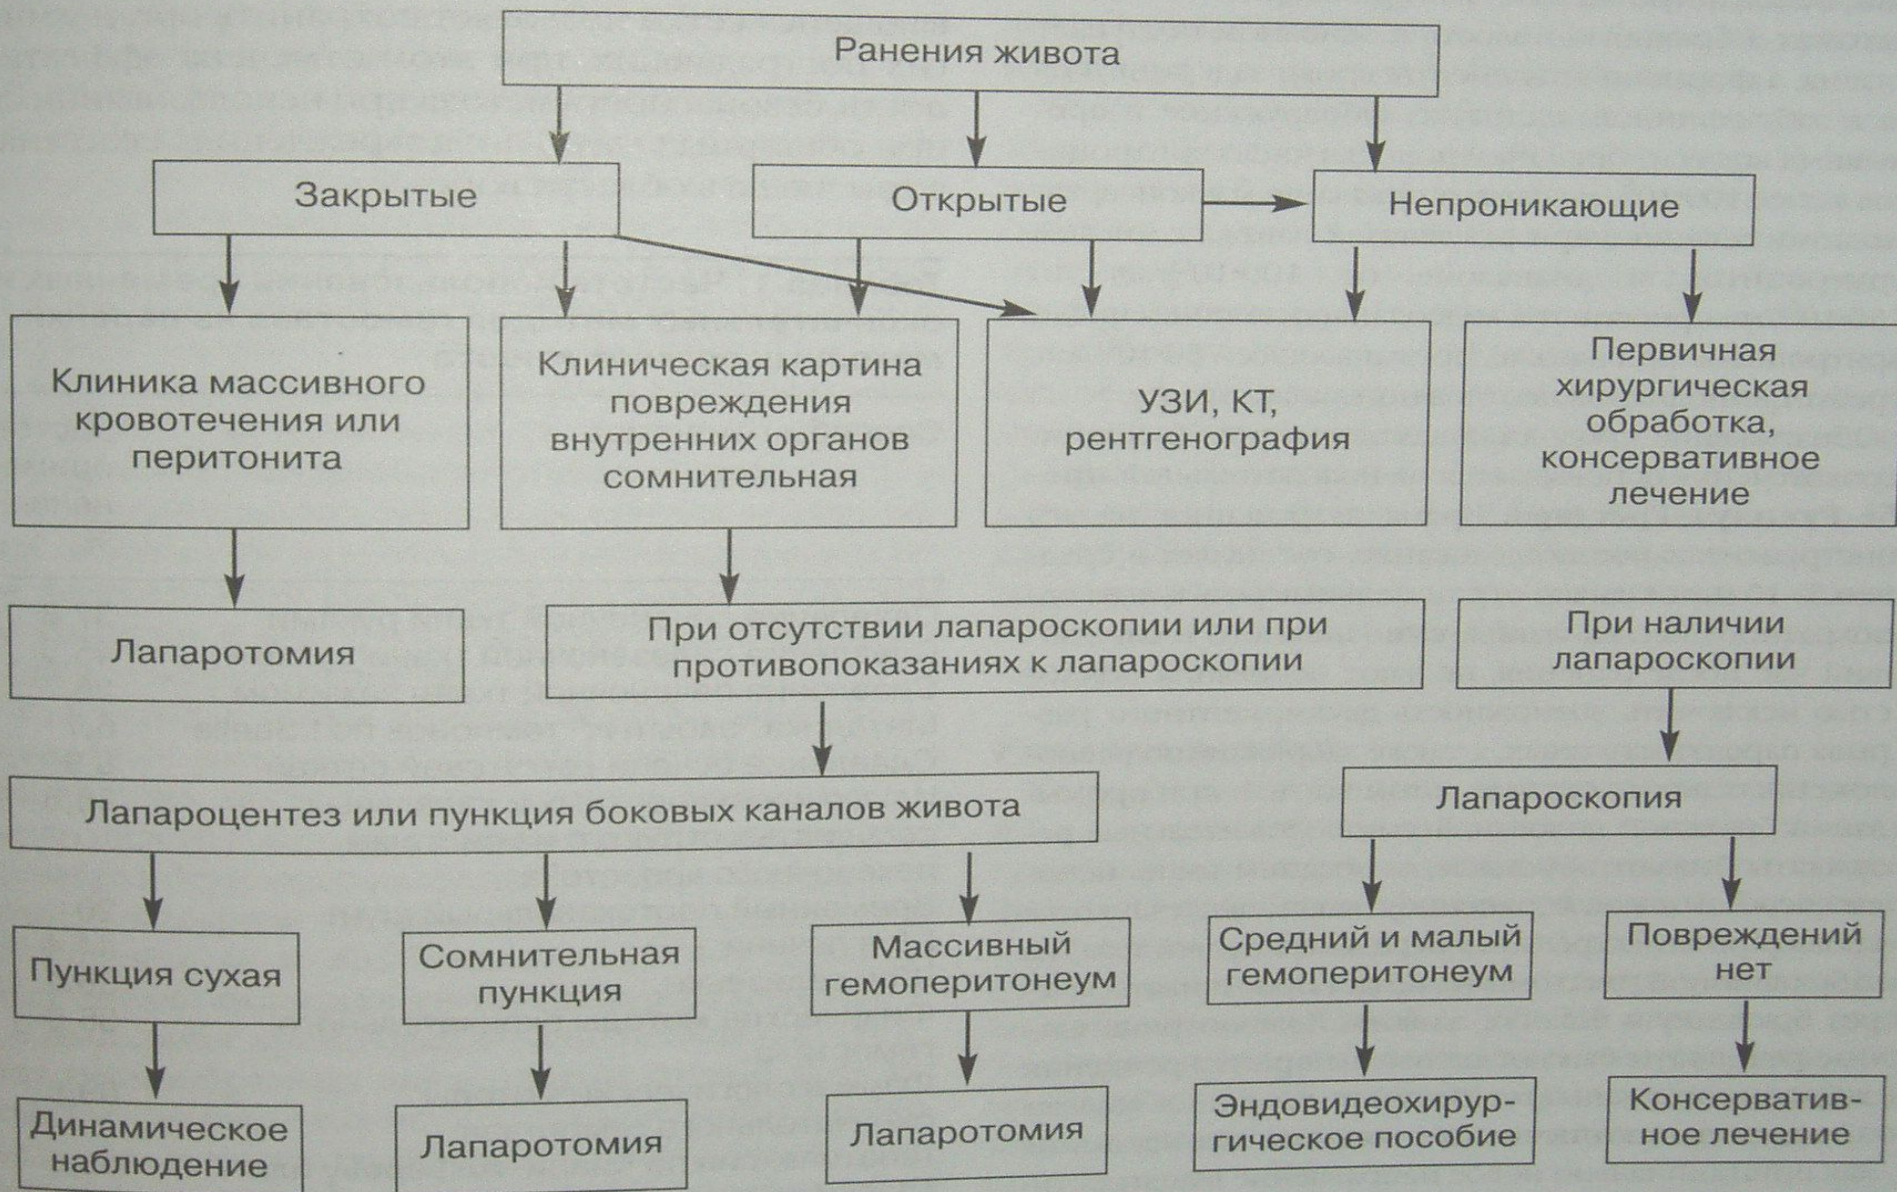 Ранения живота
Закрытые
Открытые
Непроникающие
Клиника массивного
кровотечения или
перитонита
Клиническая картина
повреждения
внутренних органов
сомнительная
УЗИ, КТ,
рентгенография
Первичная
хирургическая
обработка,
консервативное
лечение
Лапаротомия
При отсутствии лапароскопии или при
противопоказаниях к лапароскопии
При наличии
лапароскопии
Лапароцентез или пункция боковых каналов живота
Лапароскопия
Пункция сухая
Сомнительная
пункция
Массивный
гемоперитонеум
Средний и малый
гемоперитонеум
Повреждений
нет
Динамическое
наблюдение
Лапаротомия
Лапаротомия
Эндовидеохирур-
гическое пособие
Консерватив-
ное лечение